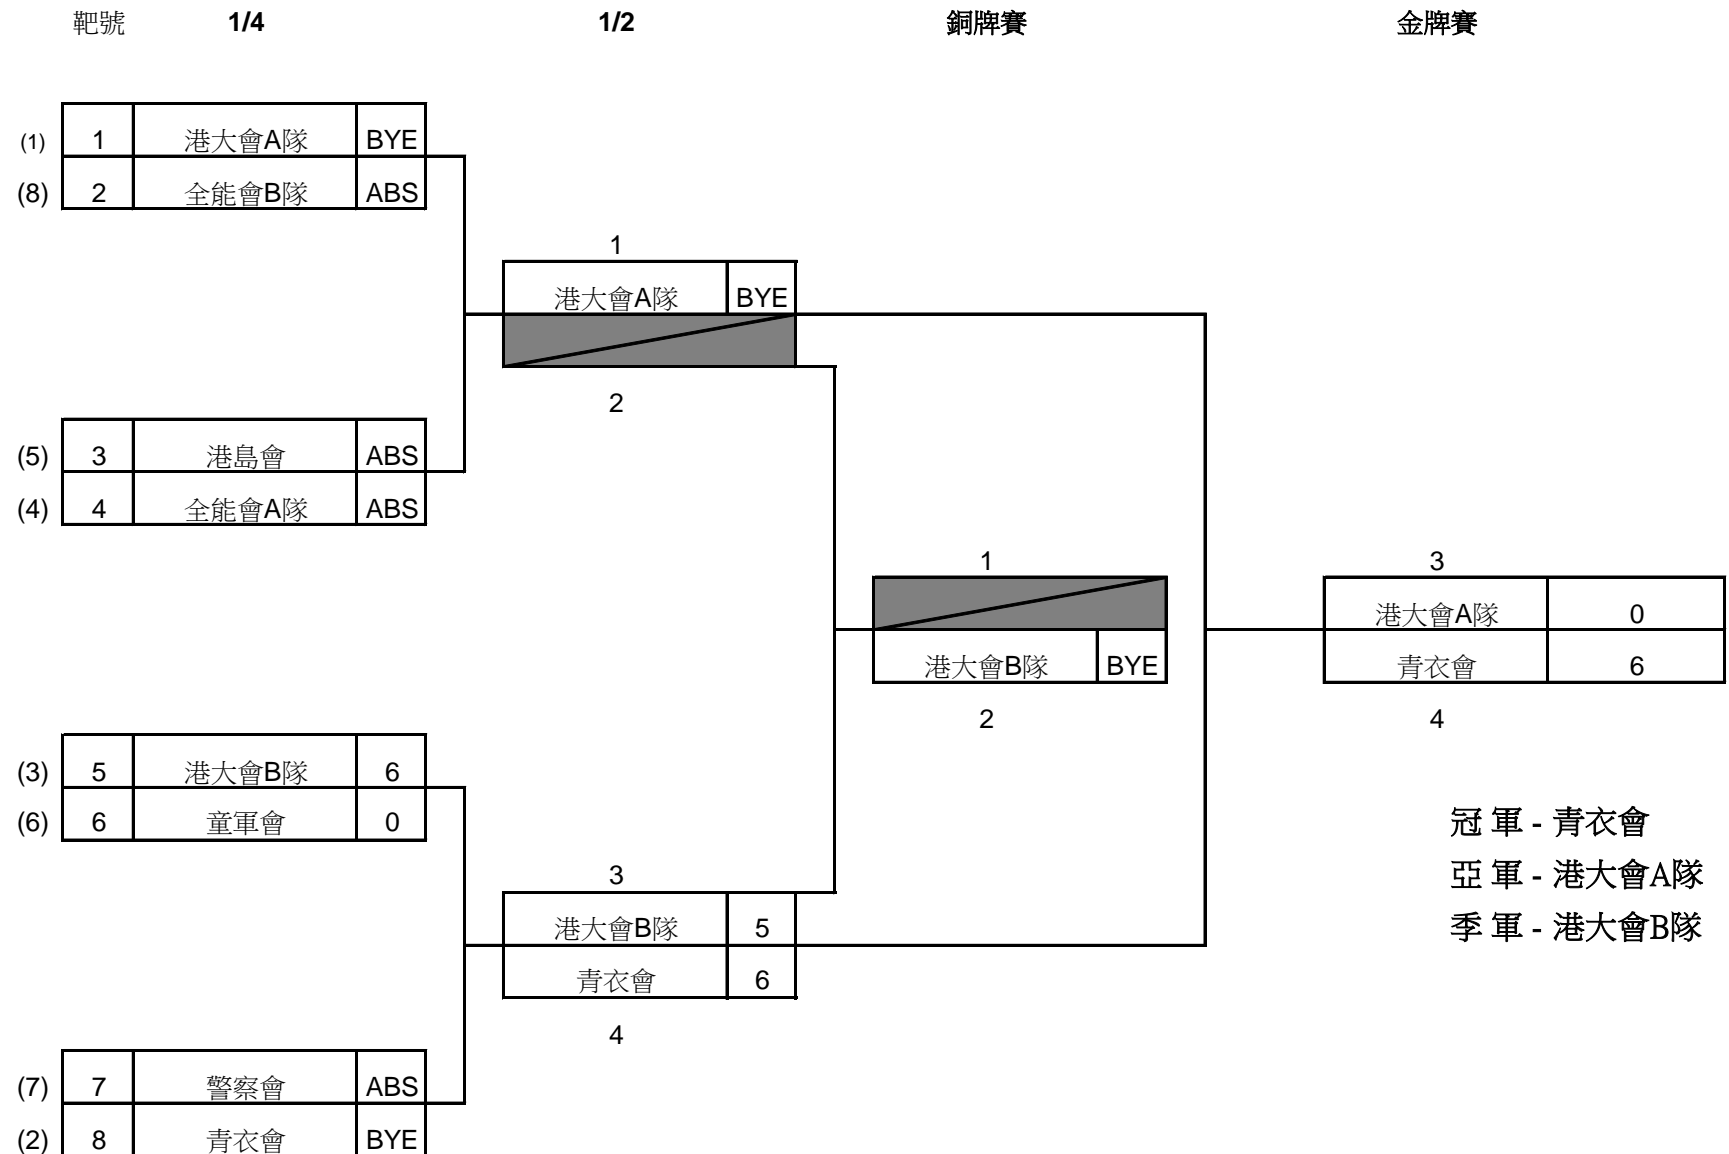 靶號 1/4 1/2 銅牌賽 金牌賽
(1) 1 港大會A隊 BYE
(8) 2 全能會B隊 ABS
1
港大會A隊 BYE
2
(5) 3 港島會 ABS
(4) 4 全能會A隊 ABS
1 3
港大會A隊 0
港大會B隊 BYE 青衣會 6
2 4
(3) 5 港大會B隊 6
(6) 6 童軍會 0
冠 軍 - 青衣會
亞 軍 - 港大會A隊
3
港大會B隊 5 季 軍 - 港大會B隊
青衣會 6
4
(7) 7 警察會 ABS
(2) 8 青衣會 BYE